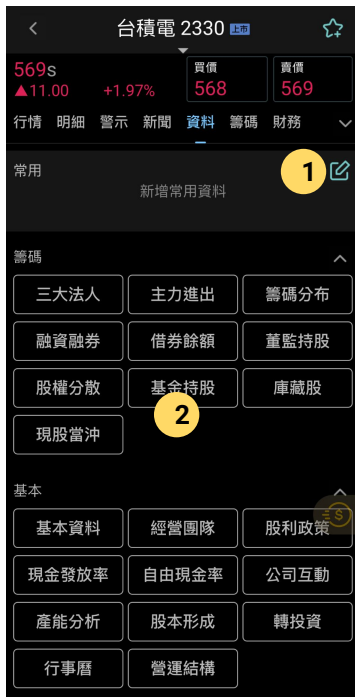 台積電 2330 上市
569s 買價 賣價
▲11.00 +1.97% 568 569
行情 明細 警示 新聞 資料 籌碼 財務
常用 1
新增常用資料
籌碼
三大法人 主力進出 籌碼分布
融資融券 借券餘額 董監持股
股權分散 基金持股 庫藏股
2
現股當沖
基本
$
基本資料 經營團隊 股利政策
現金發放率 自由現金率 公司互動
產能分析 股本形成 轉投資
行事曆 營運結構